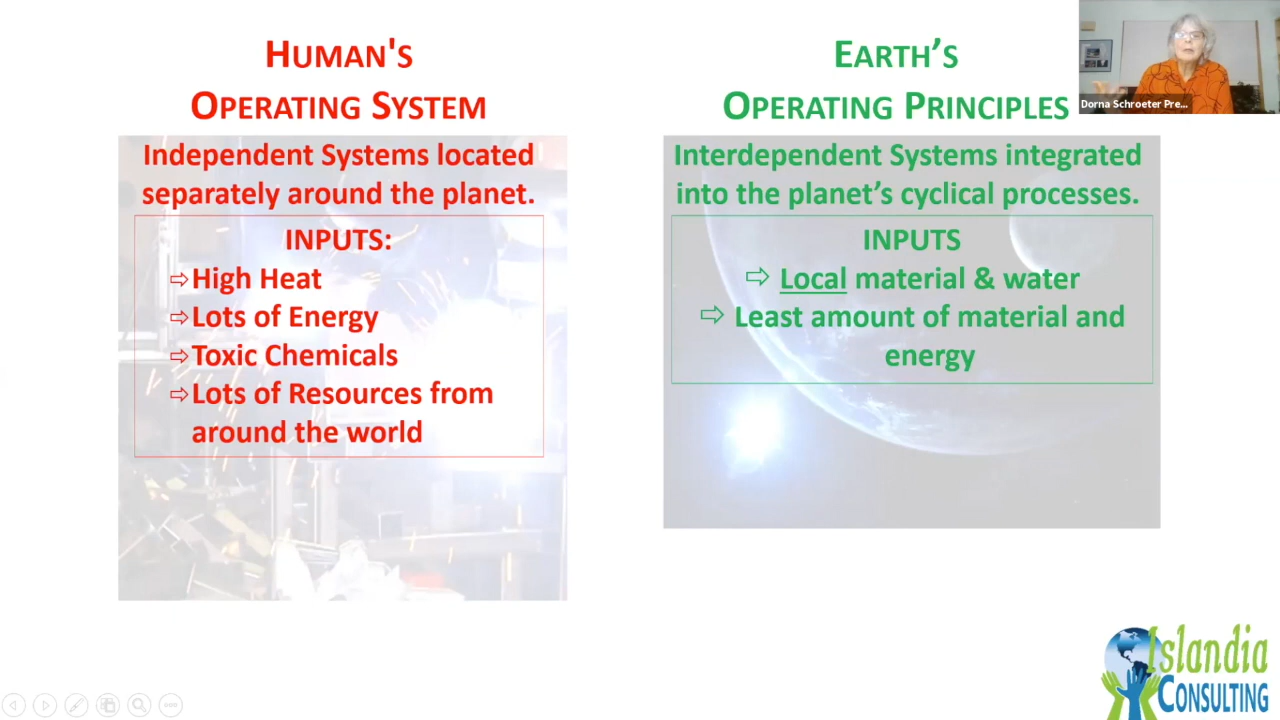 HUMAN'S
OPERATING SYSTEM
Independent Systems located
separately around the planet.
INPUTS:
⇨High Heat
⇨Lots of Energy
⇨Toxic Chemicals
⇨Lots of Resources from
around the world
EARTH’S
OPERATING PRINCIPLES
Interdependent Systems integrated
into the planet’s cyclical processes.
INPUTS
⇨ Local material & water
⇨ Least amount of material and
energy
Dorna Schroeter Pre...
Islandia
CONSULTING